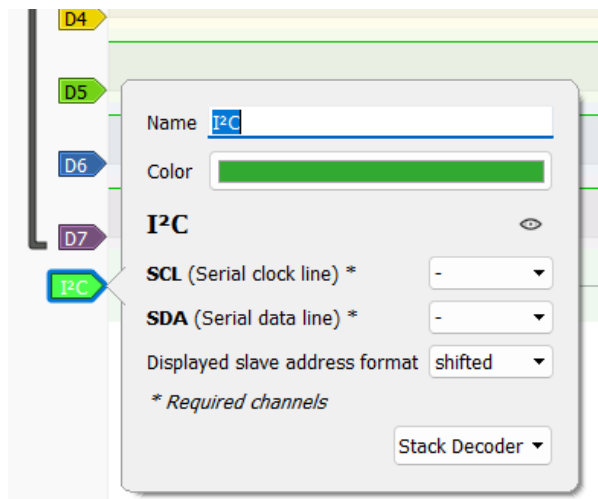 D4
D5
Name I²C
D6
Color
I²C
D7
SCL (Serial clock line) * -
I²C
SDA (Serial data line) * -
Displayed slave address format shifted
* Required channels
Stack Decoder